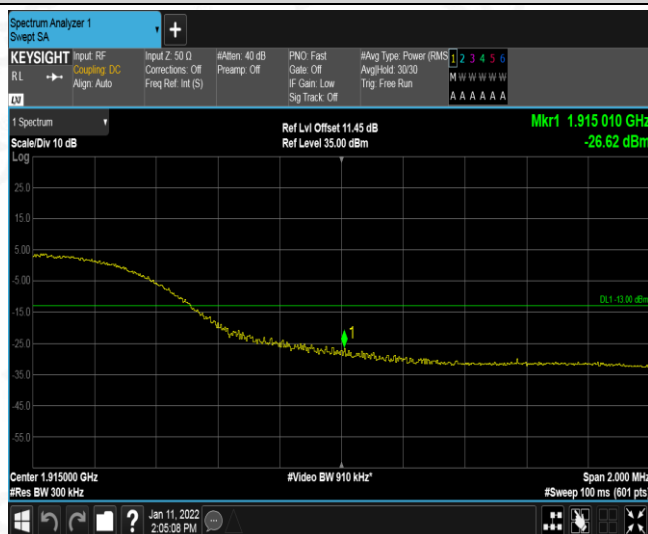 Spectrum Analyzer 1
Swept SA
KEYSIGHT
RL
Input: RF
Coupling: DC
Align: Auto
Input Z: 50 Ω
Corrections: Off
Freq Ref: Int (S)
#Atten: 40 dB
Preamp: Off
PNO: Fast
Gate: Off
IF Gain: Low
Sig Track: Off
#Avg Type: Power (RMS
Avg|Hold: 30/30
Trig: Free Run
1 2 3 4 5 6
M W W W W W
A A A A A A
LXI
1 Spectrum
Scale/Div 10 dB
Log
Ref Lvl Offset 11.45 dB
Ref Level 35.00 dBm
Mkr1 1.915 010 GHz
-26.62 dBm
25.0
15.0
5.00
-5.00
DL1 -13.00 dBm
-15.0
1
-25.0
-35.0
-45.0
-55.0
Center 1.915000 GHz
#Res BW 300 kHz
#Video BW 910 kHz*
Span 2.000 MHz
#Sweep 100 ms (601 pts)
?
Jan 11, 2022
2:05:08 PM